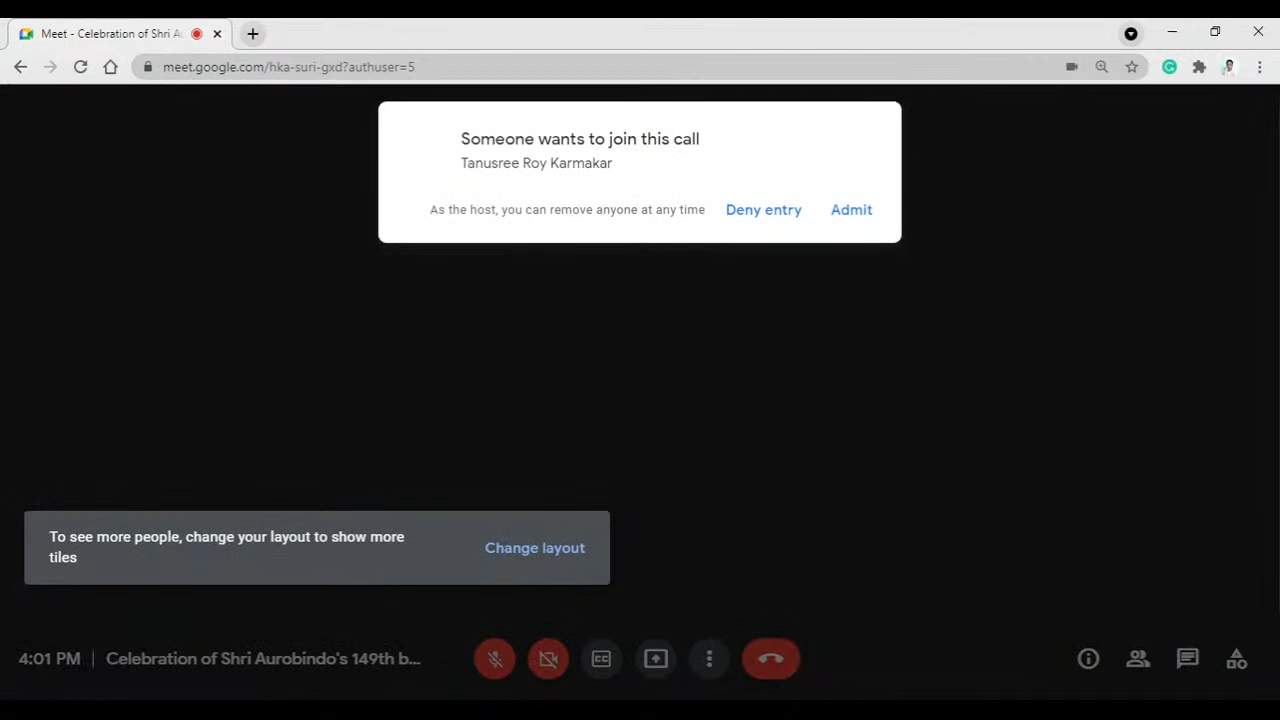 Meet - Celebration of Shri Au
meet.google.com/hka-suri-gxd?authuser=5
Someone wants to join this call
Tanusree Roy Karmakar
As the host, you can remove anyone at any time
Deny entry
Admit
To see more people, change your layout to show more
tiles
Change layout
4:01 PM
Celebration of Shri Aurobindo's 149th b...